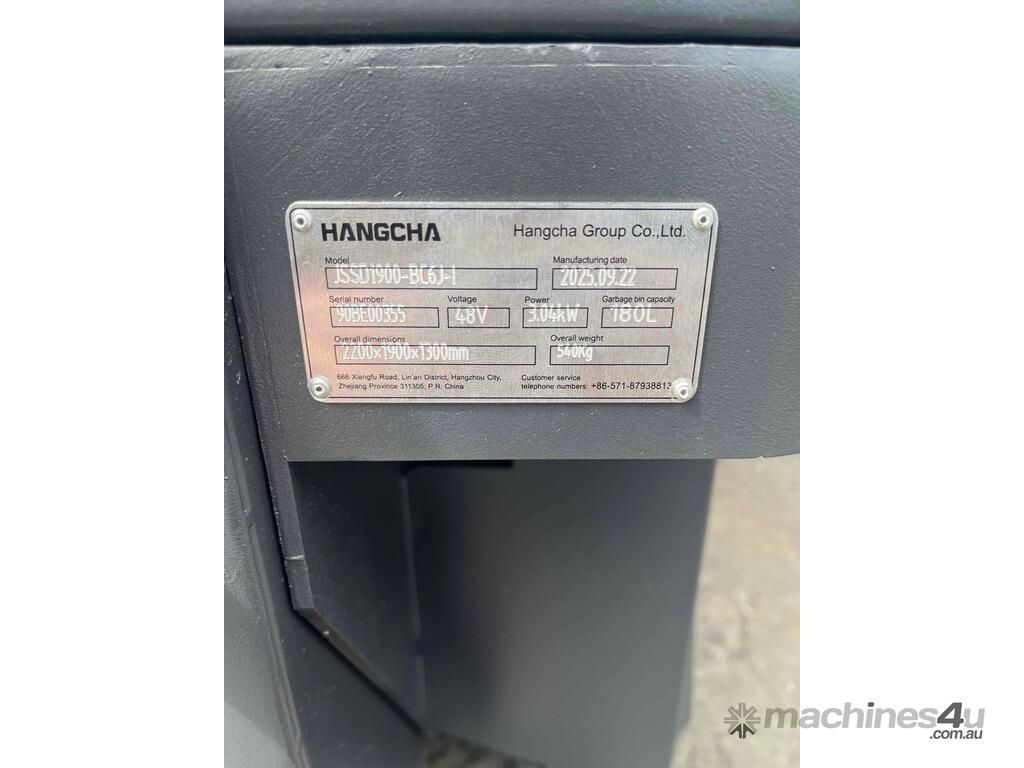 HANGCHA
Hangcha Group Co.,Ltd.
Model
Manufacturing date
JSSD1900-BC6J-I
2025.09.22
Serial number
Voltage
Power
Garbage bin capacity
90BE00355
48V
3.04kW
180L
Overall dimensions
Overall weight
2200×1900×1300mm
540Kg
666 Xiangfu Road, Lin'an District, Hangzhou City,
Zhejiang Province 311305, P.R. China
Customer service
telephone numbers: +86-571-87938813
machines4u
.com.au